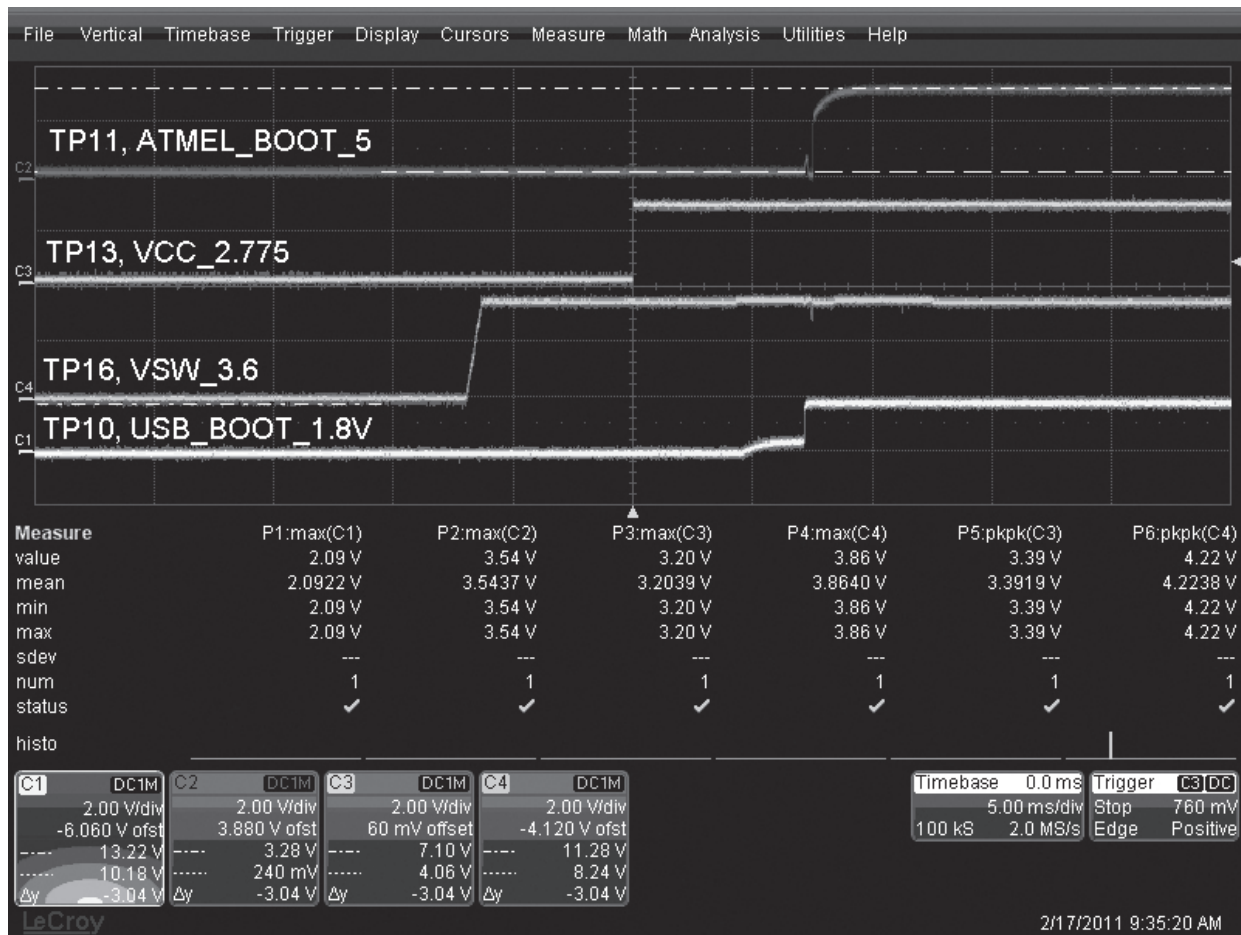 File Vertical Timebase Trigger Display Cursors Measure Math Analysis Utilities Help
TP11, ATMEL_BOOT_5
C2
TP13, VCC_2.775
C3
TP16, VSW_3.6
C4
TP10, USB_BOOT_1.8V
C1
Measure P1:max(C1) P2:max(C2) P3:max(C3) P4:max(C4) P5:pkpk(C3) P6:pkpk(C4)
value 2.09 V 3.54 V 3.20 V 3.86 V 3.39 V 4.22 V
mean 2.0922 V 3.5437 V 3.2039 V 3.8640 V 3.3919 V 4.2238 V
min 2.09 V 3.54 V 3.20 V 3.86 V 3.39 V 4.22 V
max 2.09 V 3.54 V 3.20 V 3.86 V 3.39 V 4.22 V
sdev --- --- --- --- --- ---
num 1 1 1 1 1 1
status ✓ ✓ ✓ ✓ ✓ ✓
histo
C1 DC1M C2 DC1M C3 DC1M C4 DC1M Timebase 0.0 ms Trigger C3 DC
2.00 V/div 2.00 V/div 2.00 V/div 2.00 V/div 5.00 ms/div Stop 760 mV
-6.060 V ofst 3.880 V ofst 60 mV offset -4.120 V ofst 100 kS 2.0 MS/s Edge Positive
13.22 V 3.28 V 7.10 V 11.28 V
10.18 V 240 mV 4.06 V 8.24 V
Δy -3.04 V Δy -3.04 V Δy -3.04 V Δy -3.04 V
LeCroy 2/17/2011 9:35:20 AM